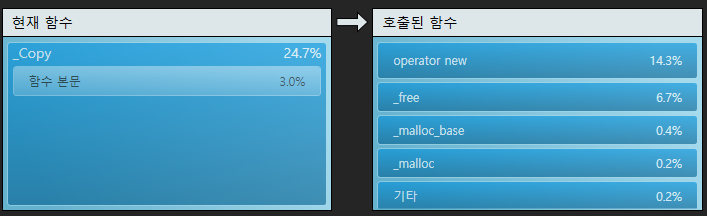 현재 함수
_Copy 24.7%
함수 본문 3.0%
호출된 함수
operator new 14.3%
_free 6.7%
_malloc_base 0.4%
_malloc 0.2%
기타 0.2%